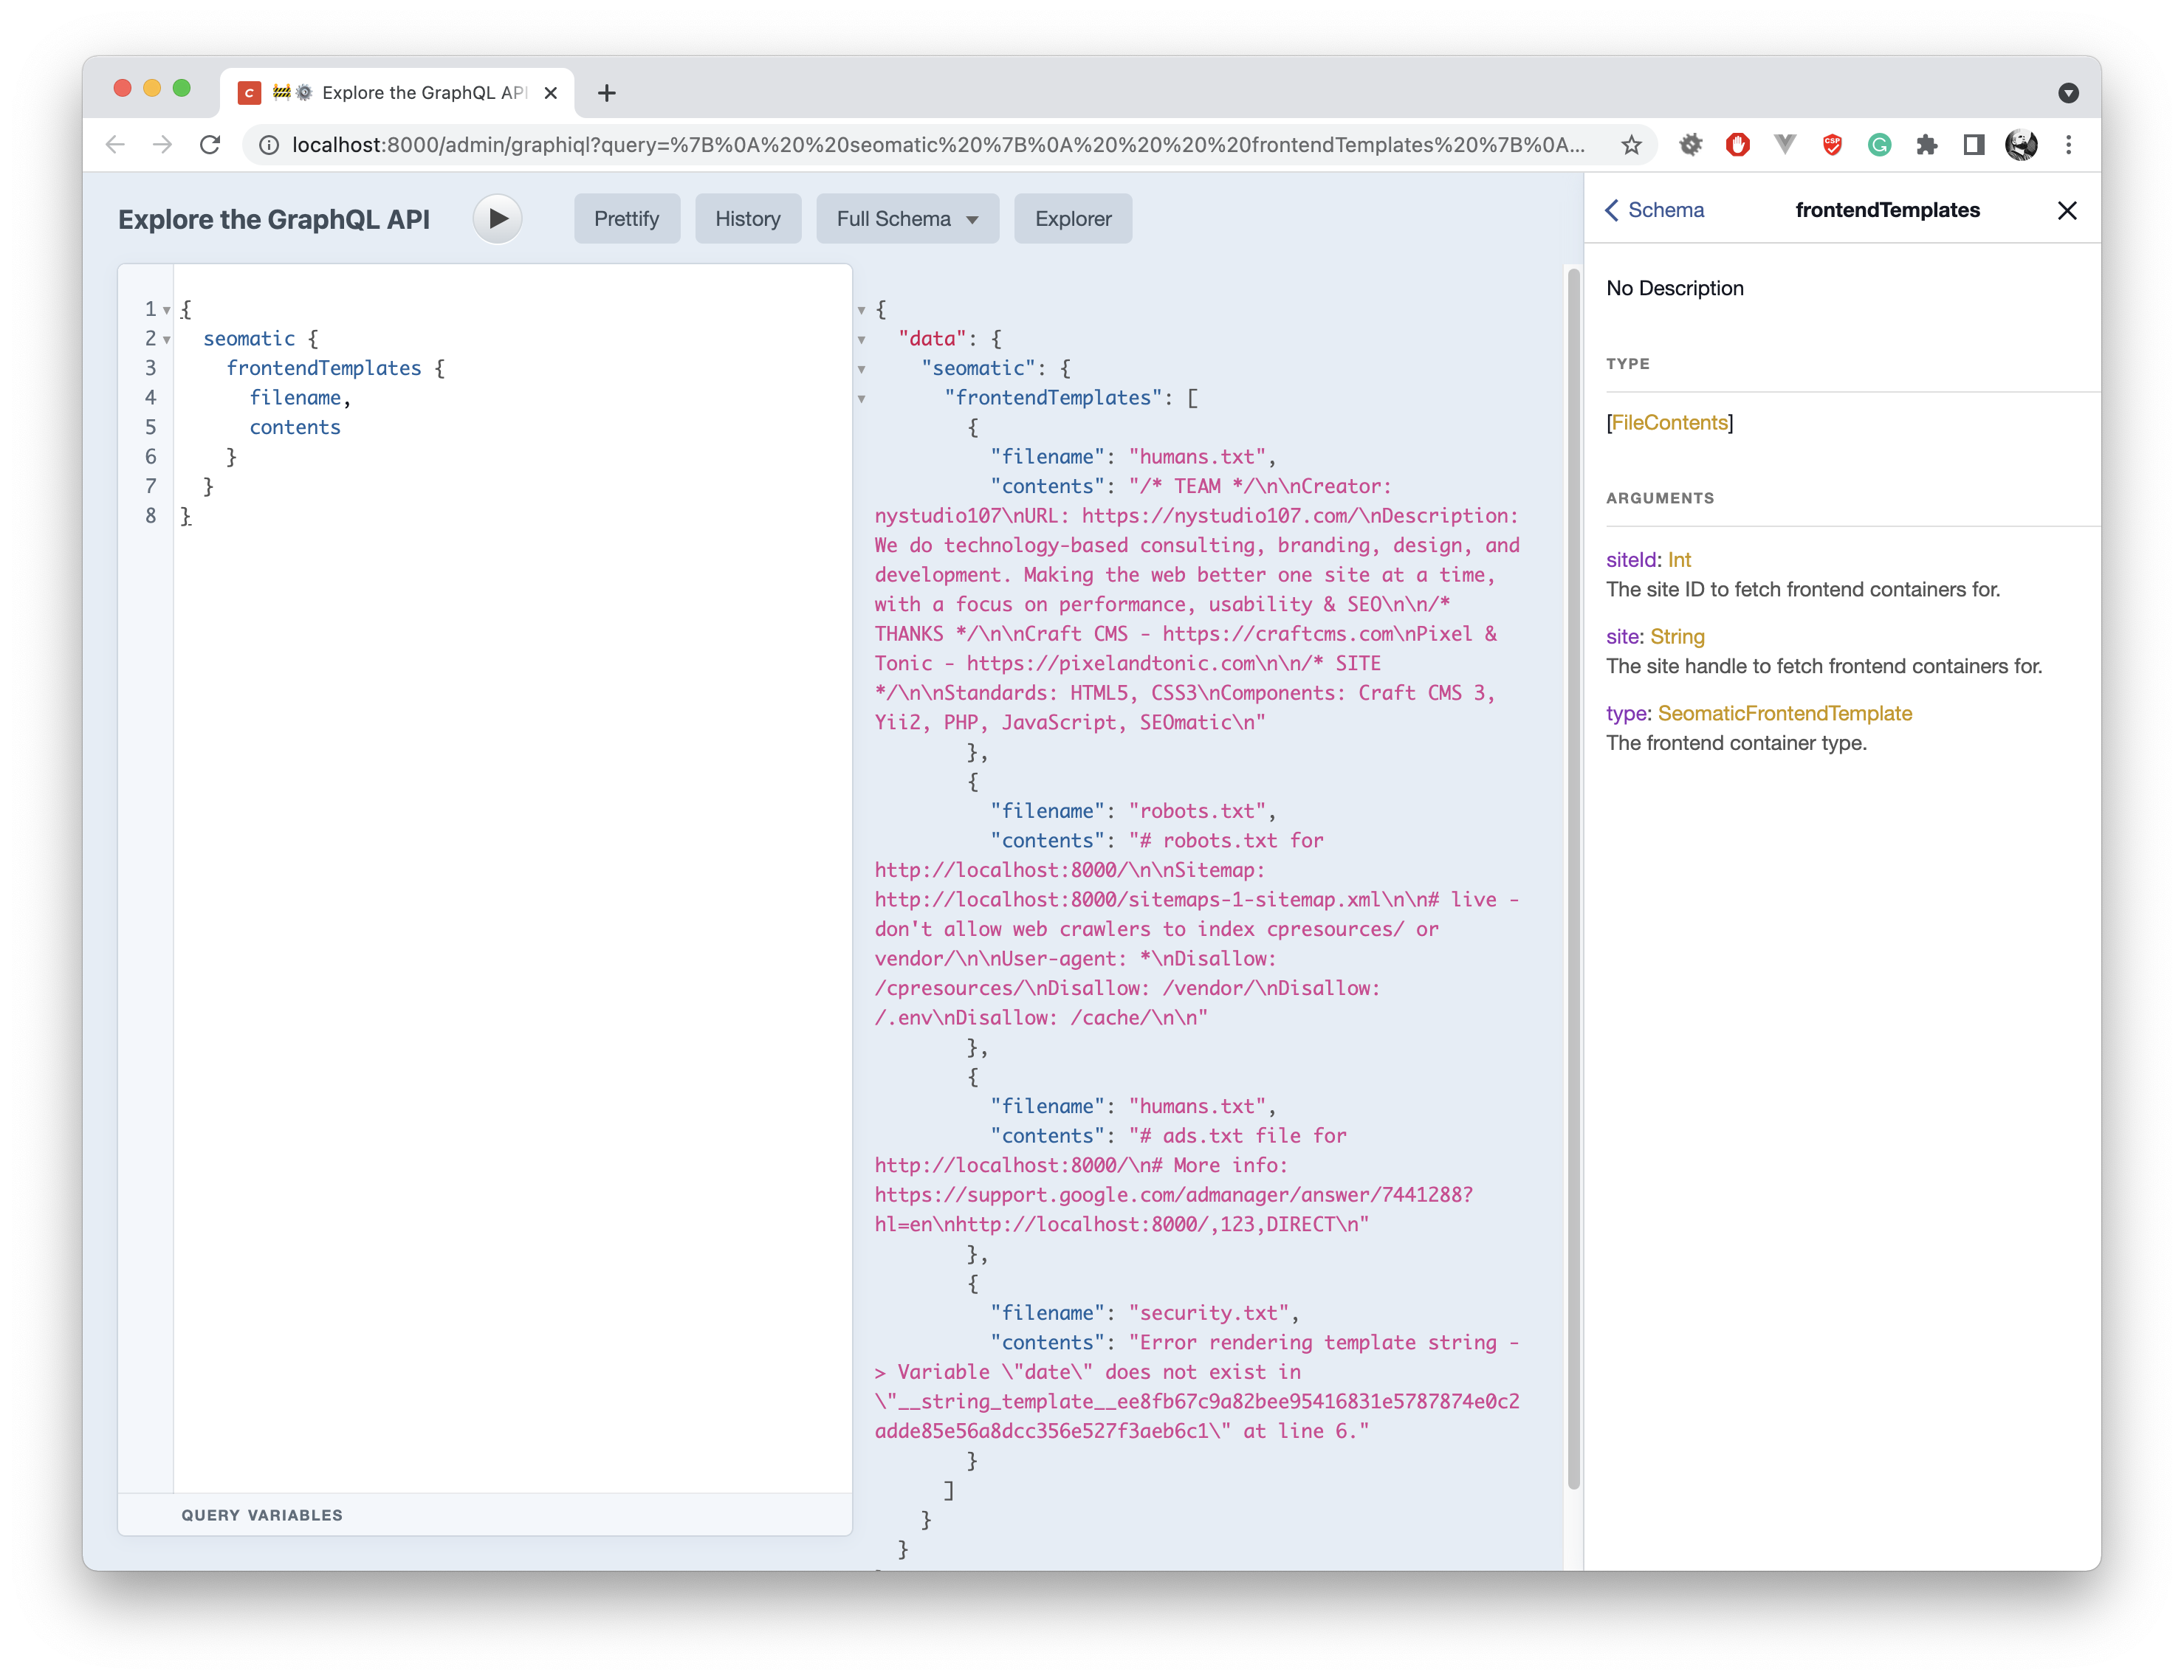 Explore the GraphQL AP
localhost:8000/admin/graphiql?query=%7B%0A%20%20seomatic%20%7B%0A%20%20%20%20frontendTemplates%20%7B%0A...
Explore the GraphQL API
Prettify
History
Full Schema
Explorer
1 {
2 seomatic {
3 frontendTemplates {
4 filename,
5 contents
6 }
7 }
8 }
QUERY VARIABLES
{
"data": {
"seomatic": {
"frontendTemplates": [
{
"filename": "humans.txt",
"contents": "/* TEAM */\n\nCreator:
nystudio107\nURL: https://nystudio107.com/\nDescription:
We do technology-based consulting, branding, design, and
development. Making the web better one site at a time,
with a focus on performance, usability & SEO\n\n/*
THANKS */\n\nCraft CMS - https://craftcms.com\nPixel &
Tonic - https://pixelandtonic.com\n\n/* SITE
*/\n\nStandards: HTML5, CSS3\nComponents: Craft CMS 3,
Yii2, PHP, JavaScript, SEOmatic\n"
},
{
"filename": "robots.txt",
"contents": "# robots.txt for
http://localhost:8000/\n\nSitemap:
http://localhost:8000/sitemaps-1-sitemap.xml\n\n# live -
don't allow web crawlers to index cpresources/ or
vendor/\n\nUser-agent: *\nDisallow:
/cpresources/\nDisallow: /vendor/\nDisallow:
/.env\nDisallow: /cache/\n\n"
},
{
"filename": "humans.txt",
"contents": "# ads.txt file for
http://localhost:8000/\n# More info:
https://support.google.com/admanager/answer/7441288?
hl=en\nhttp://localhost:8000/,123,DIRECT\n"
},
{
"filename": "security.txt",
"contents": "Error rendering template string -
> Variable \"date\" does not exist in
\"__string_template__ee8fb67c9a82bee95416831e5787874e0c2
adde85e56a8dcc356e527f3aeb6c1\" at line 6."
}
]
}
}
Schema
frontendTemplates
No Description
TYPE
[FileContents]
ARGUMENTS
siteId: Int
The site ID to fetch frontend containers for.
site: String
The site handle to fetch frontend containers for.
type: SeomaticFrontendTemplate
The frontend container type.